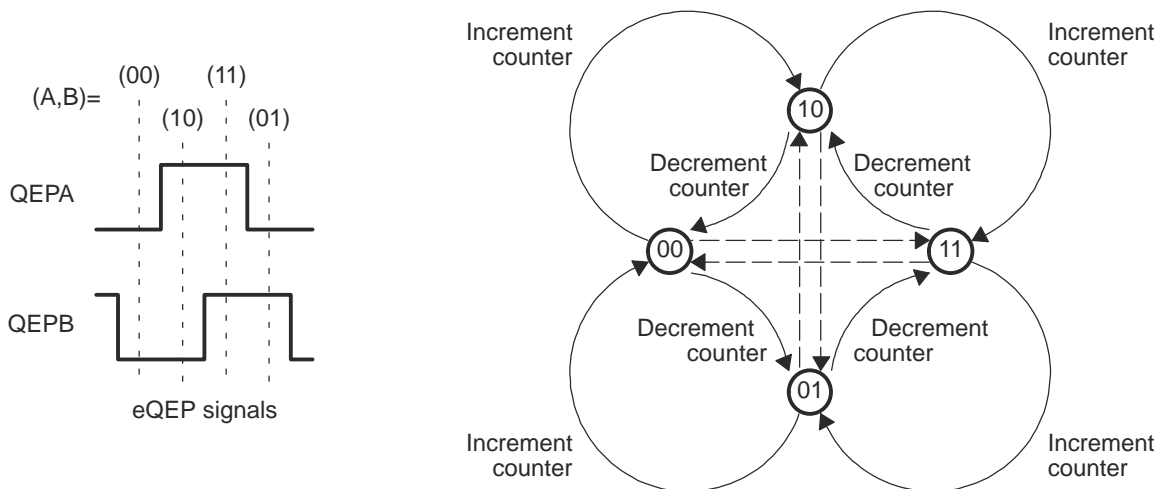 (A,B)=
(00)
(11)
(10)
(01)
QEPA
QEPB
eQEP signals
Increment
counter
Increment
counter
10
Decrement
counter
Decrement
counter
00
11
Decrement
counter
Decrement
counter
01
Increment
counter
Increment
counter